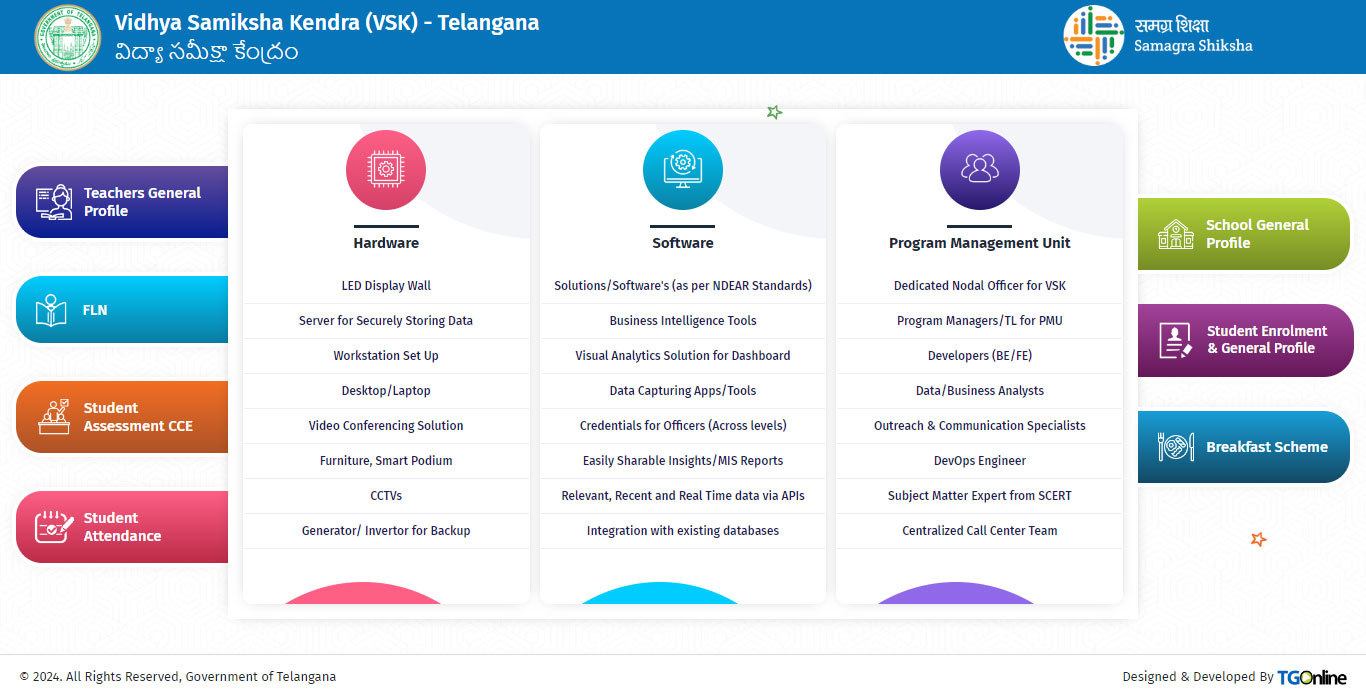 Vidhya Samiksha Kendra (VSK) - Telangana
విద్యా సమీక్షా కేంద్రం
समग्र शिक्षा
Samagra Shiksha
Teachers General
Profile
FLN
Student
Assessment CCE
Student
Attendance
Hardware
LED Display Wall
Server for Securely Storing Data
Workstation Set Up
Desktop/Laptop
Video Conferencing Solution
Furniture, Smart Podium
CCTVs
Generator/ Invertor for Backup
Software
Solutions/Software's (as per NDEAR Standards)
Business Intelligence Tools
Visual Analytics Solution for Dashboard
Data Capturing Apps/Tools
Credentials for Officers (Across levels)
Easily Sharable Insights/MIS Reports
Relevant, Recent and Real Time data via APIs
Integration with existing databases
Program Management Unit
Dedicated Nodal Officer for VSK
Program Managers/TL for PMU
Developers (BE/FE)
Data/Business Analysts
Outreach & Communication Specialists
DevOps Engineer
Subject Matter Expert from SCERT
Centralized Call Center Team
School General
Profile
Student Enrolment
& General Profile
Breakfast Scheme
© 2024. All Rights Reserved, Government of Telangana
Designed & Developed By TGOnline